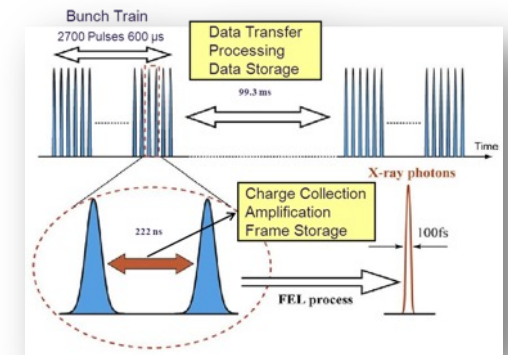 Bunch Train
2700 Pulses 600 µs
Data Transfer
Processing
Data Storage
99.3 ms
Time
X-ray photons
Charge Collection
Amplification
Frame Storage
222 ns
100fs
FEL process